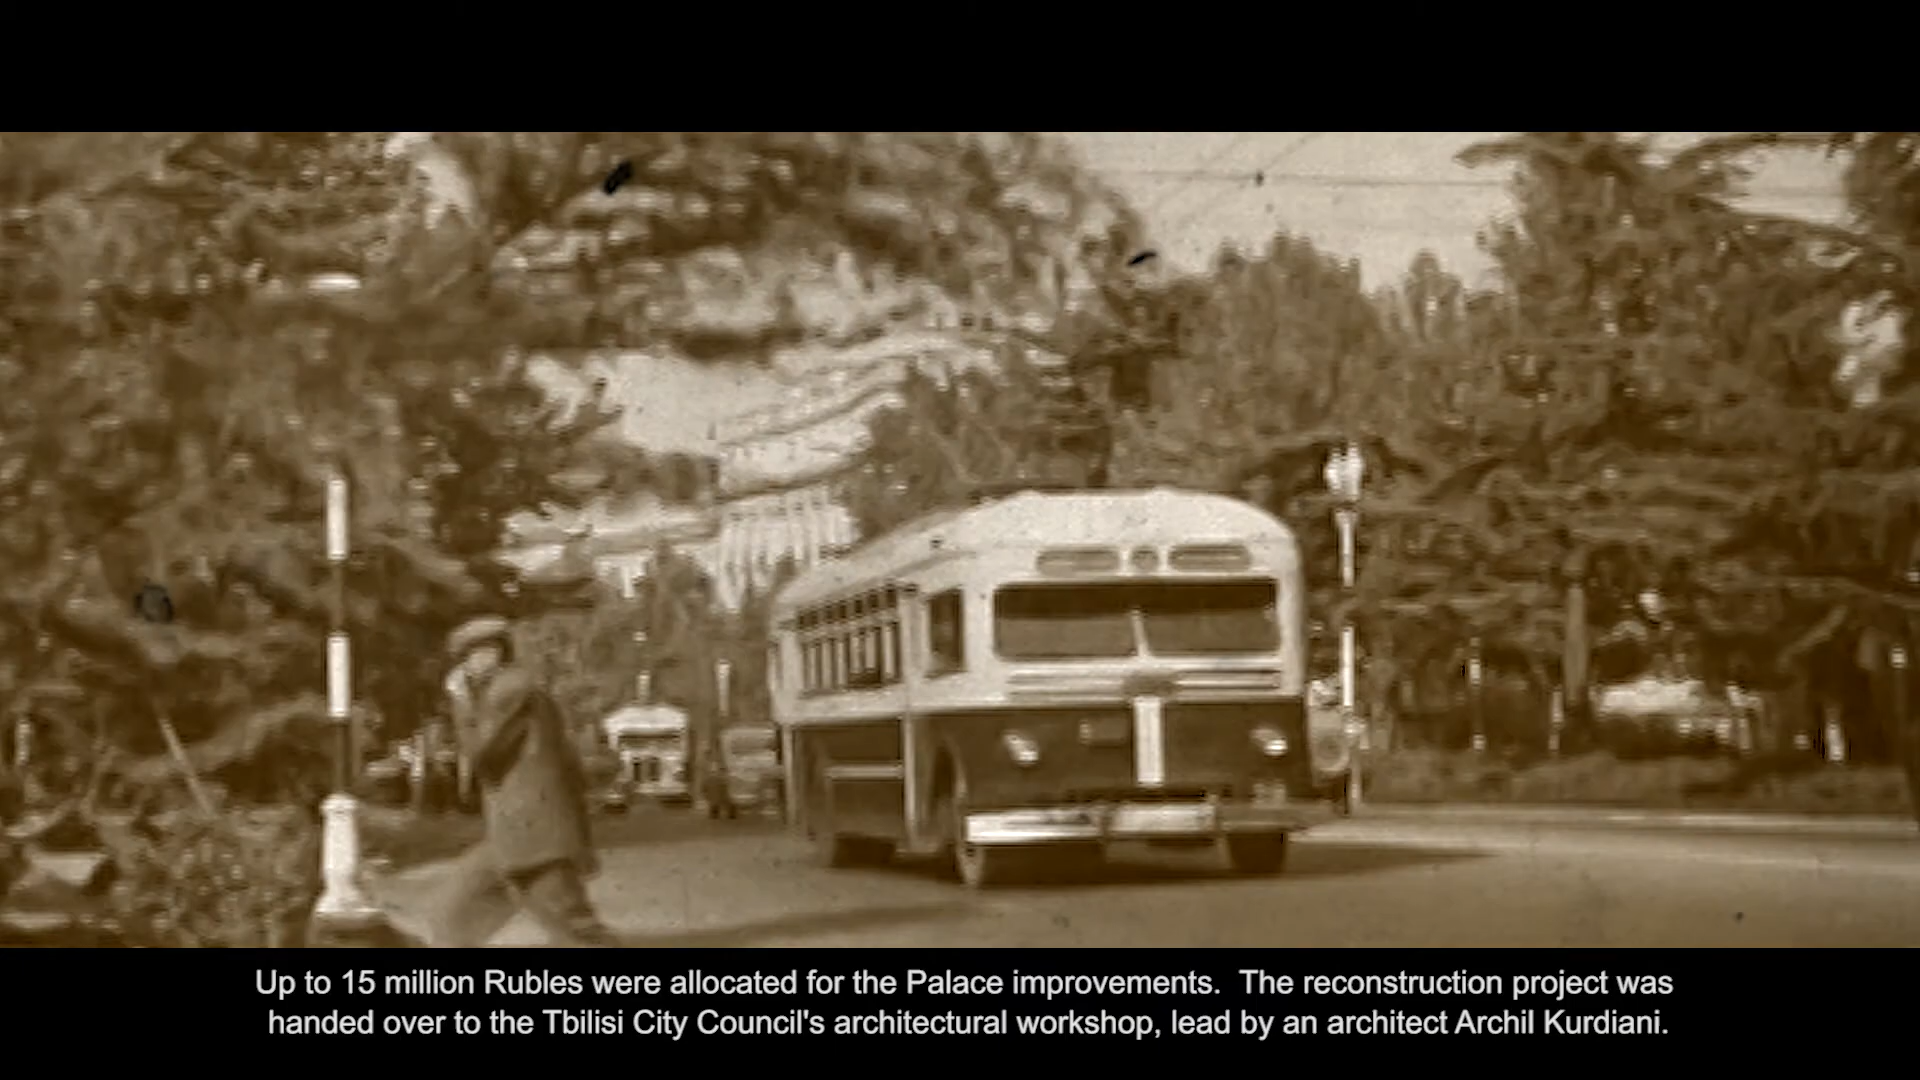 Up to 15 million Rubles were allocated for the Palace improvements.  The reconstruction project was
handed over to the Tbilisi City Council's architectural workshop, lead by an architect Archil Kurdiani.